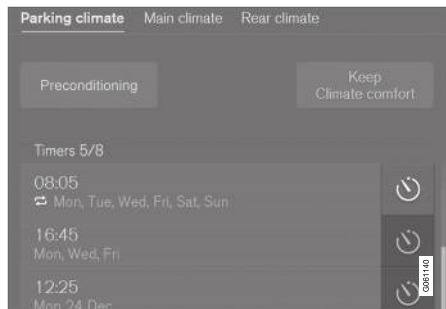 Parking climate Main climate Rear climate
Preconditioning
Keep
Climate comfort
Timers 5/8
08:05
Mon, Tue, Wed, Fri, Sat, Sun
16:45
Mon, Wed, Fri
12:25
Mon 24 Dec
G061140